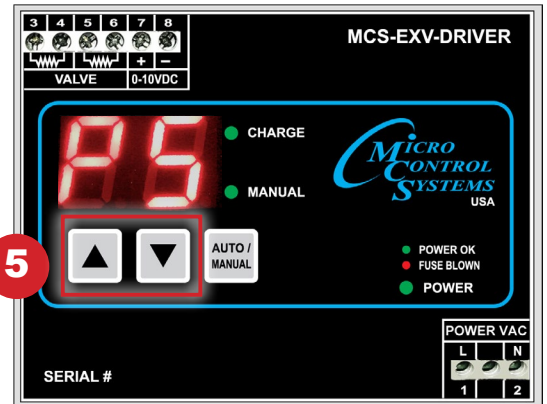 3 4 5 6 7 8
+ −
VALVE 0-10VDC
MCS-EXV-DRIVER
P5
CHARGE
MANUAL
MICRO
CONTROL
SYSTEMS
USA
5
▲ ▼
AUTO /
MANUAL
POWER OK
FUSE BLOWN
POWER
POWER VAC
L N
1 2
SERIAL #